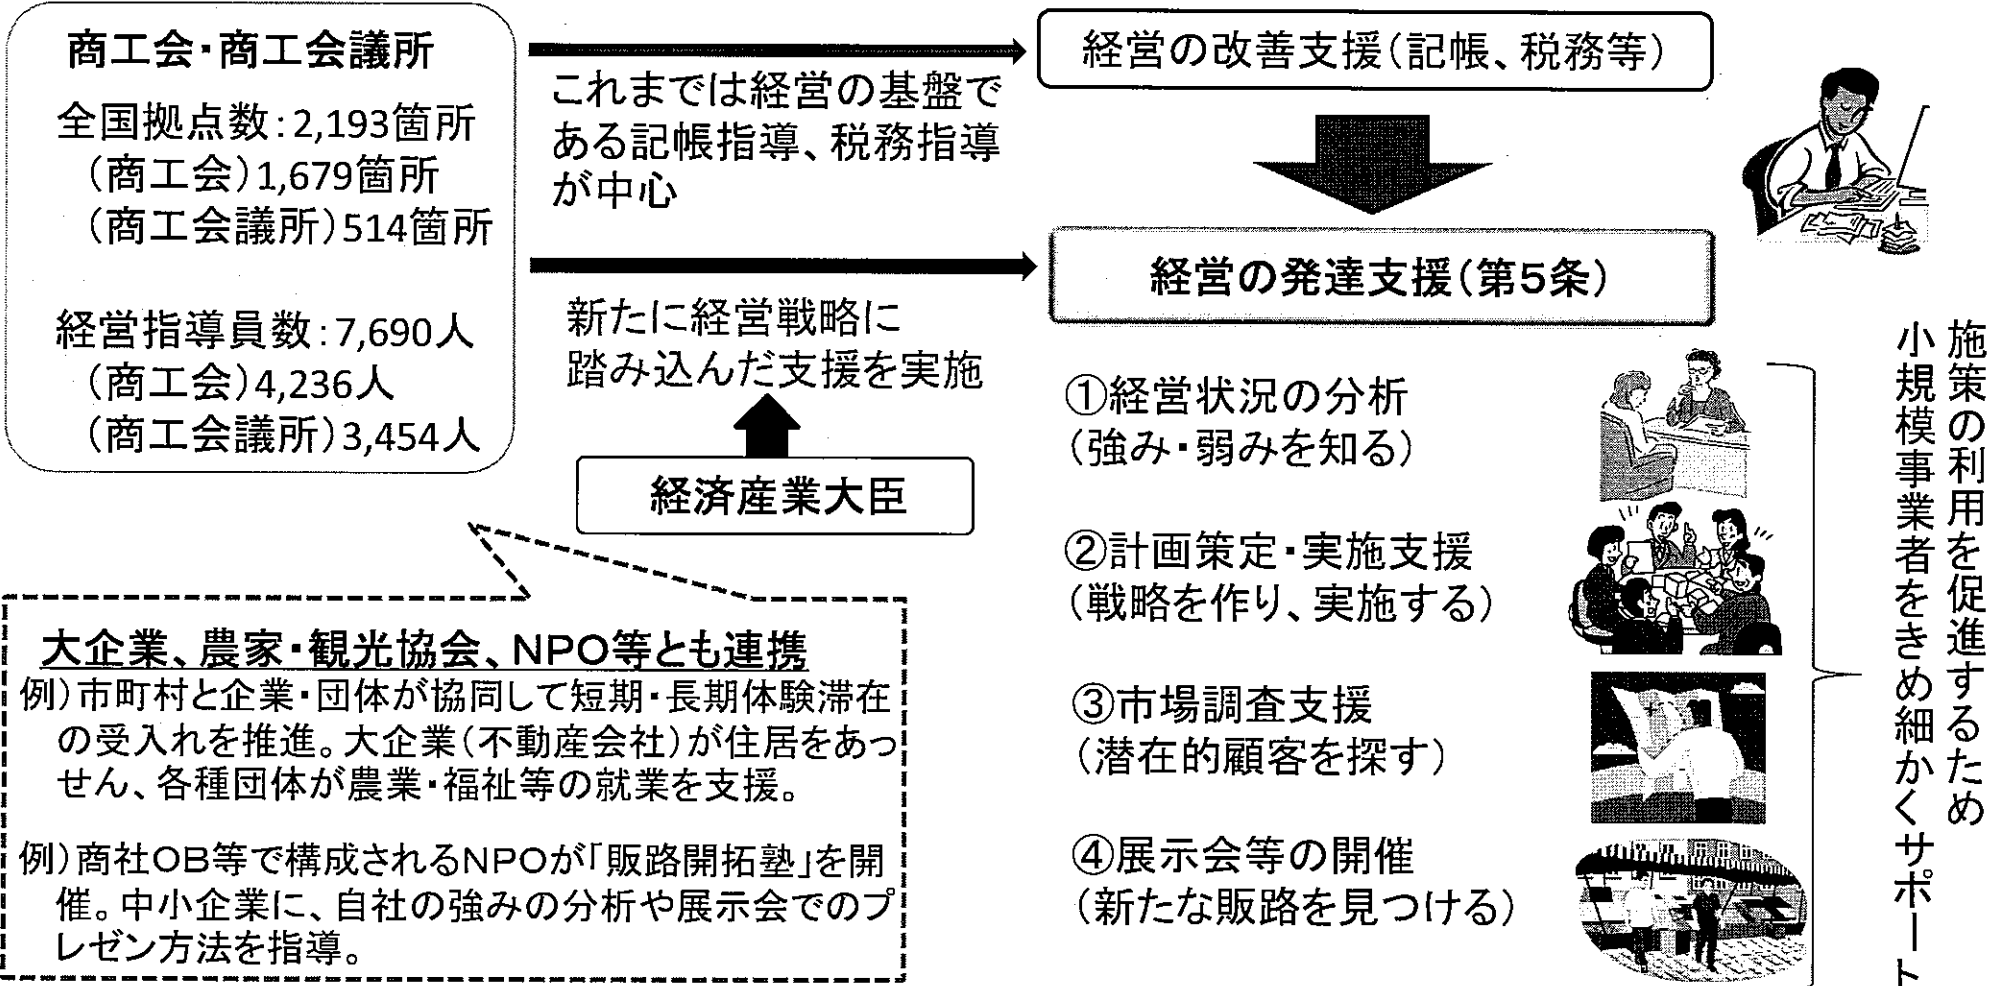 商工会・商工会議所
全国拠点数：2,193箇所
（商工会）1,679箇所
（商工会議所）514箇所
経営指導員数：7,690人
（商工会）4,236人
（商工会議所）3,454人
これまでは経営の基盤で
ある記帳指導、税務指導
が中心
経営の改善支援（記帳、税務等）
新たに経営戦略に
踏み込んだ支援を実施
経済産業大臣
経営の発達支援（第5条）
①経営状況の分析
（強み・弱みを知る）
②計画策定・実施支援
（戦略を作り、実施する）
③市場調査支援
（潜在的顧客を探す）
④展示会等の開催
（新たな販路を見つける）
施策の利用を促進するため
小規模事業者をきめ細かくサポート
大企業、農家・観光協会、NPO等とも連携
例）市町村と企業・団体が協同して短期・長期体験滞在
の受入れを推進。大企業（不動産会社）が住居をあっ
せん、各種団体が農業・福祉等の就業を支援。
例）商社OB等で構成されるNPOが「販路開拓塾」を開
催。中小企業に、自社の強みの分析や展示会でのプ
レゼン方法を指導。